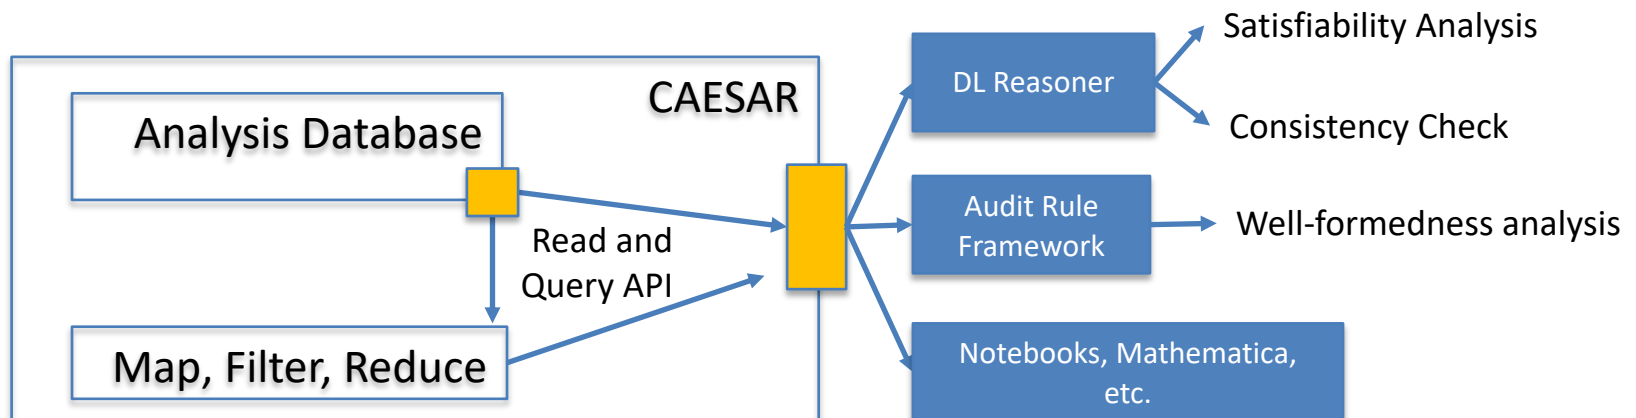 CAESAR
Analysis Database
Read and
Query API
Map, Filter, Reduce
DL Reasoner
Satisfiability Analysis
Consistency Check
Audit Rule
Framework
Well-formedness analysis
Notebooks, Mathematica,
etc.